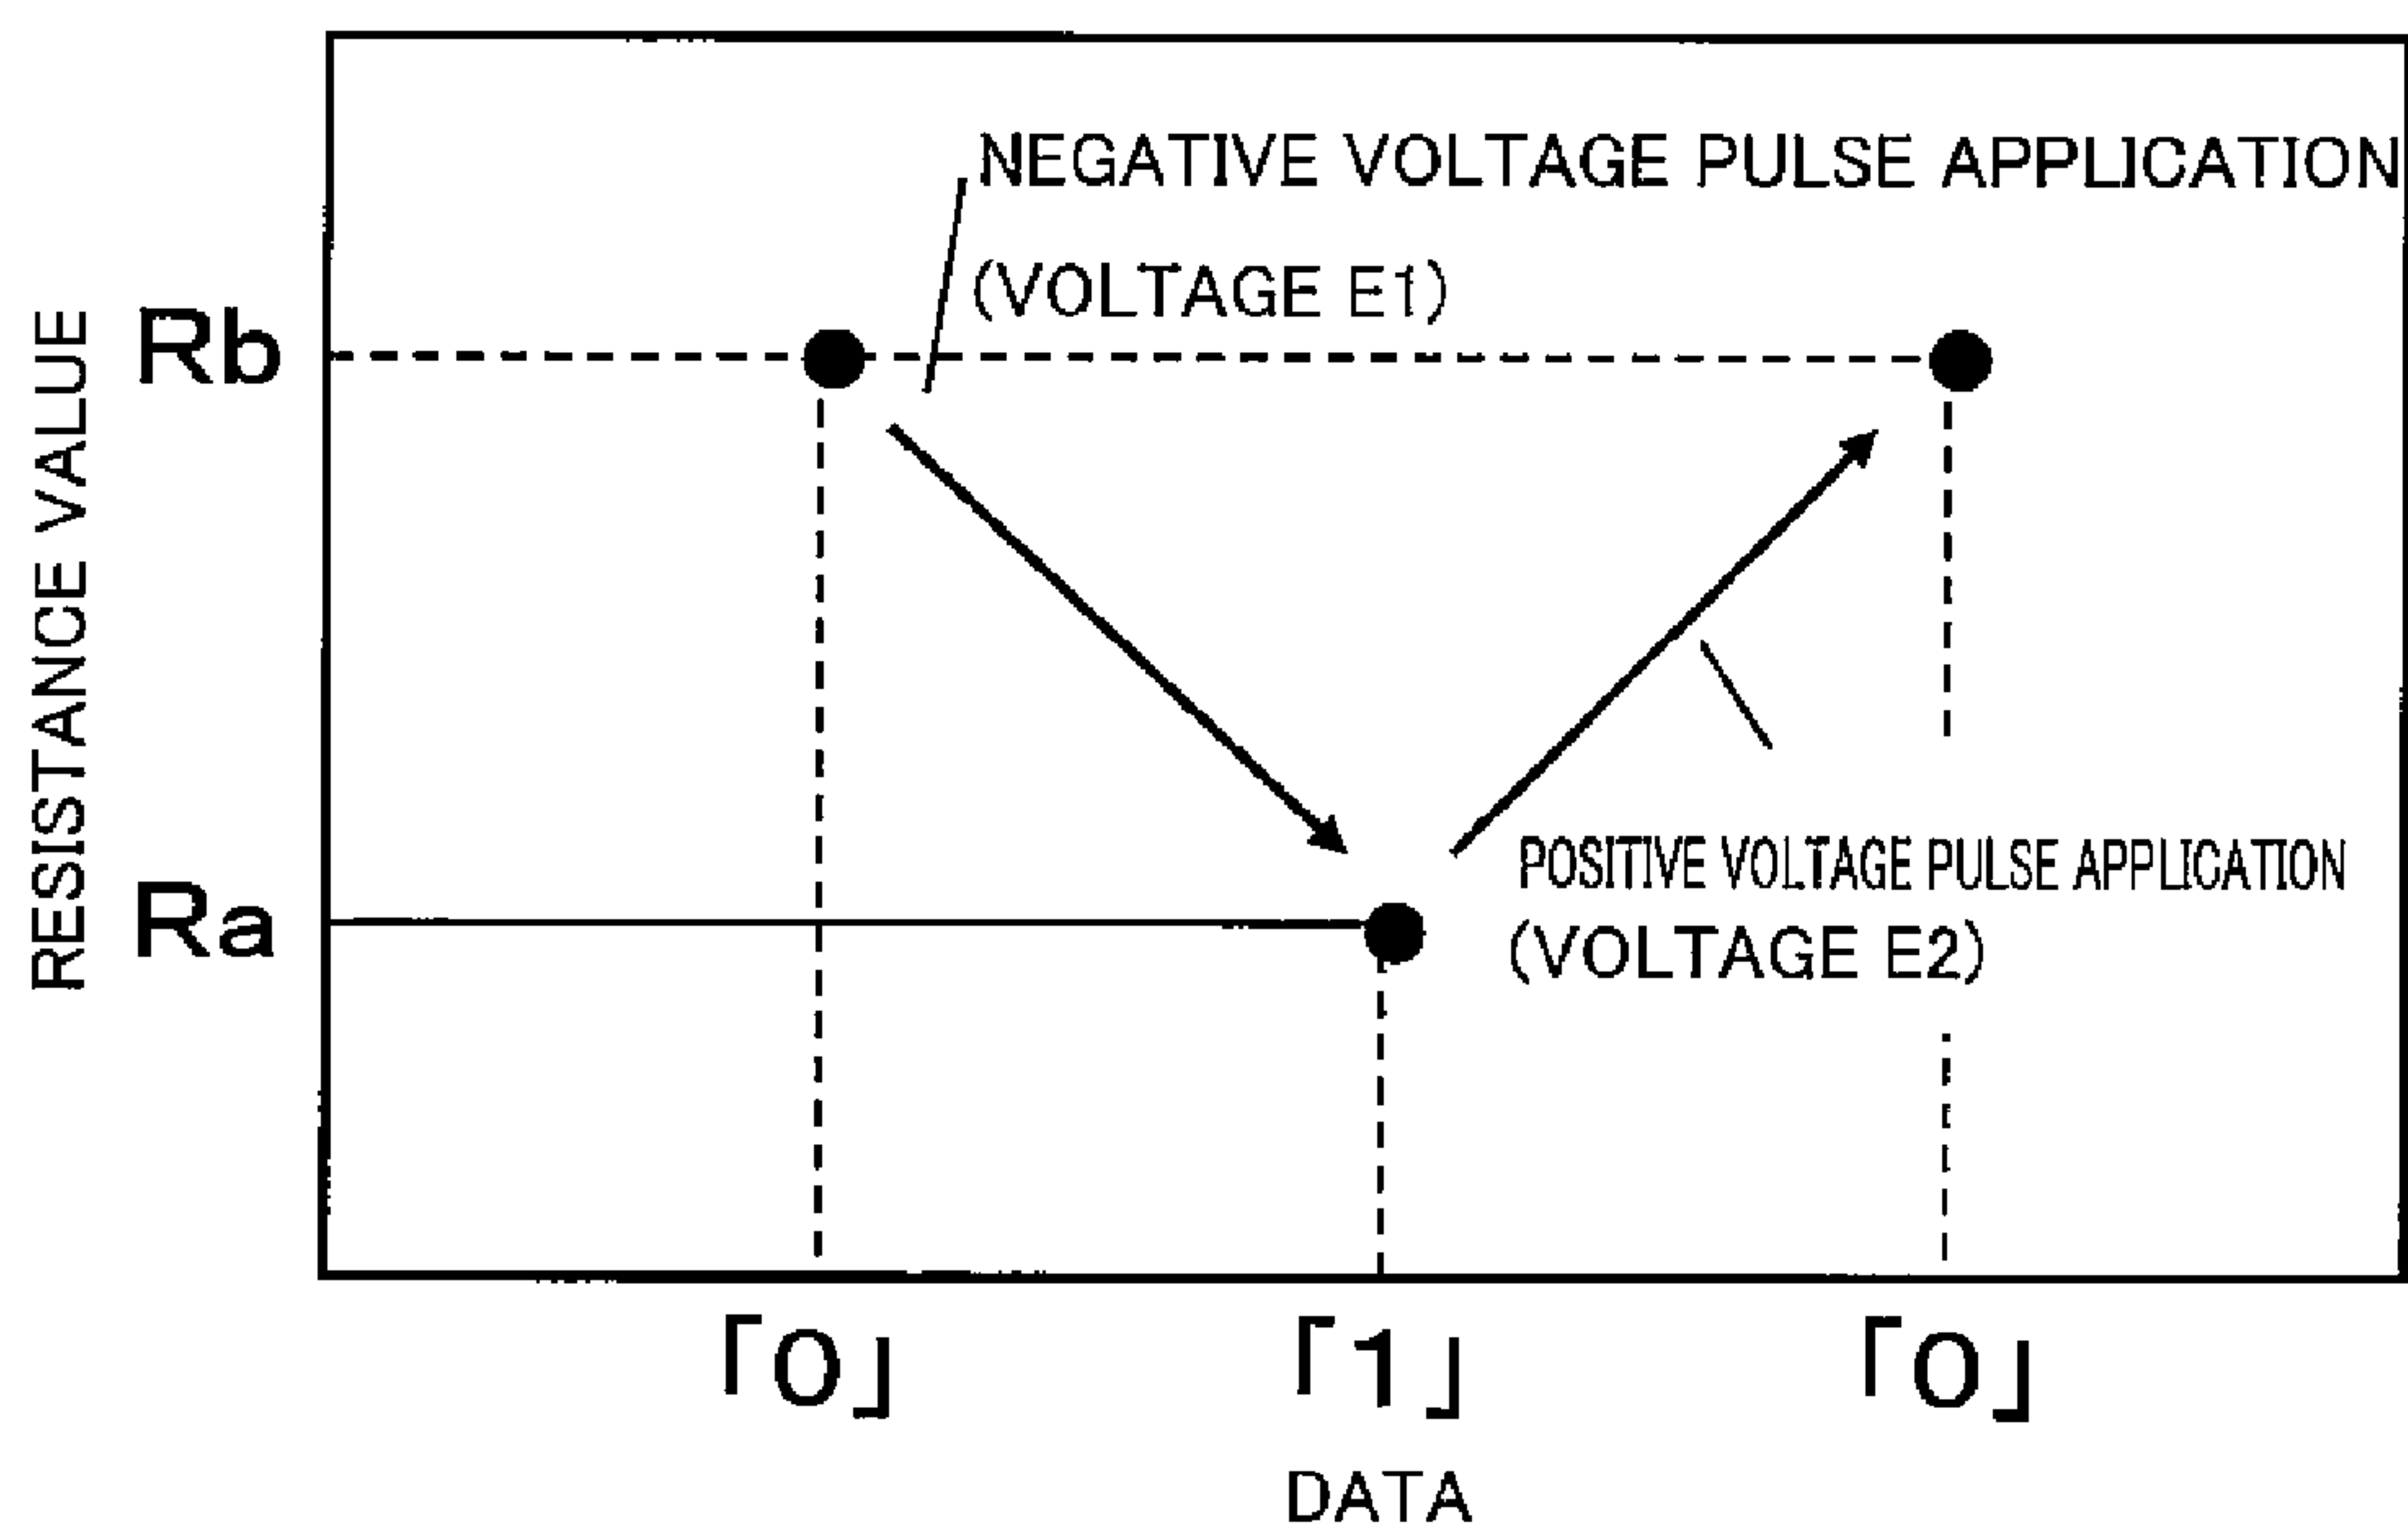 NEGATIVE VOLTAGE PULSE APPLICATION
(VOLTAGE E1)
RESISTANCE VALUE
Rb
Ra
POSITIVE VOLTAGE PULSE APPLICATION
(VOLTAGE E2)
「0」
「1」
「0」
DATA